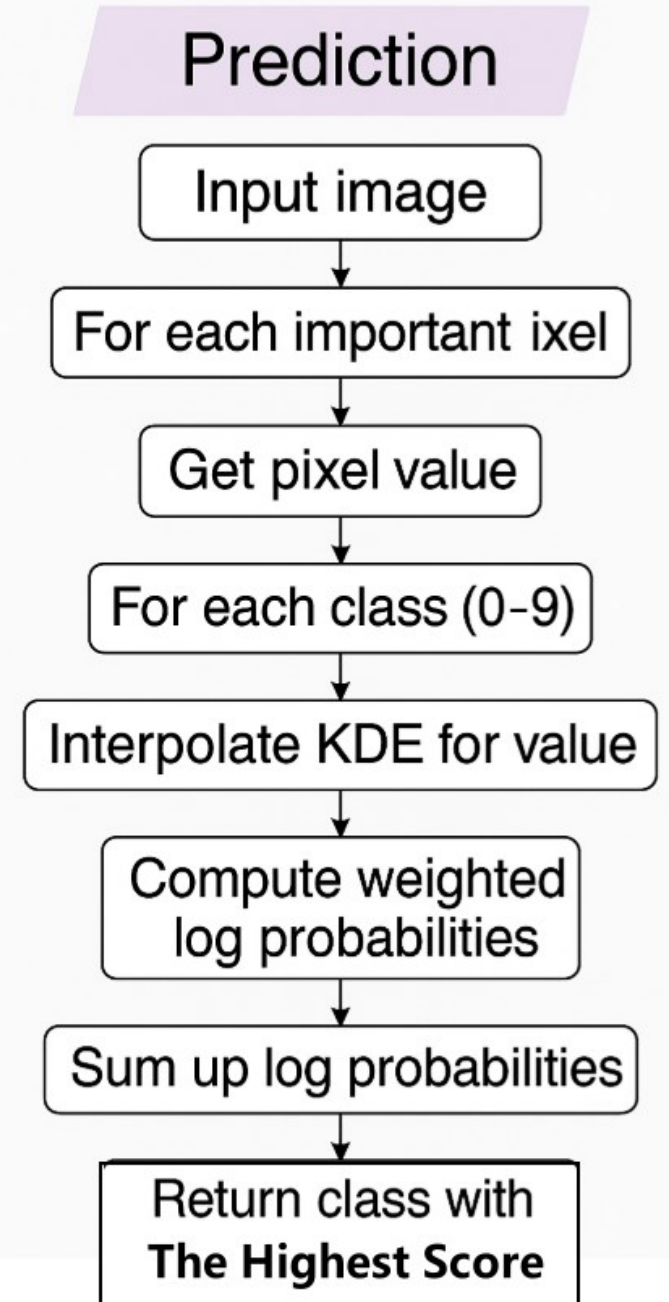 Prediction
Input image
For each important ixel
Get pixel value
For each class (0-9)
Interpolate KDE for value
Compute weighted
log probabilities
Sum up log probabilities
Return class with
The Highest Score